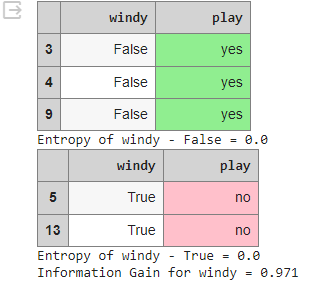 windy play
3 False yes
4 False yes
9 False yes
Entropy of windy - False = 0.0
windy play
5 True no
13 True no
Entropy of windy - True = 0.0
Information Gain for windy = 0.971